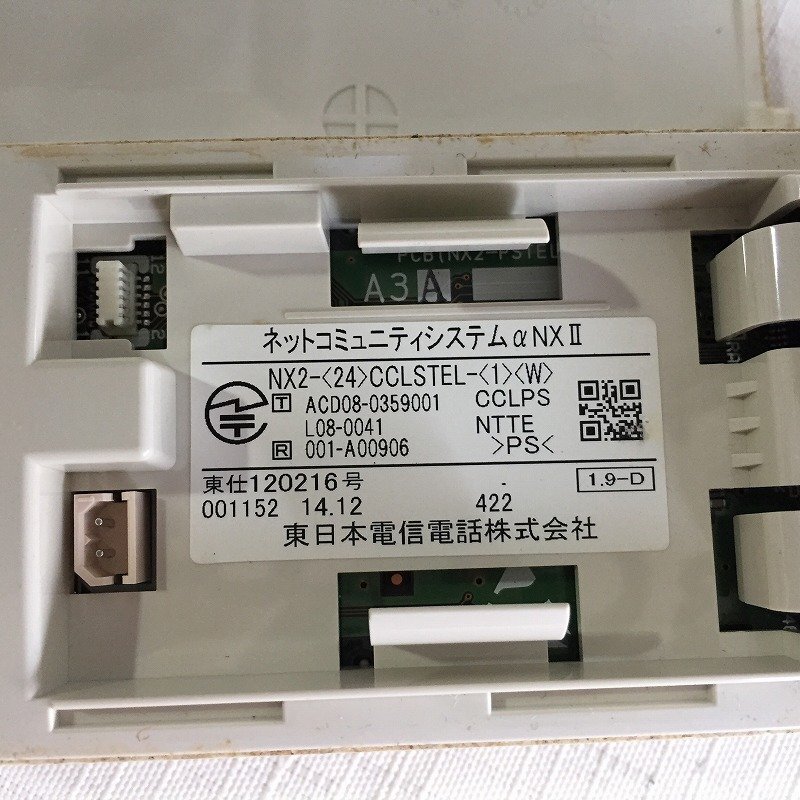 PCB(NX2-PSTEL
A3A
ネットコミュニティシステムαNXⅡ
NX2-<24>CCLSTEL-<1><W>
T ACD08-0359001 CCLPS
L08-0041 NTTE
R 001-A00906 >PS<
東仕120216号 - 1.9-D
001152 14.12 422
東日本電信電話株式会社